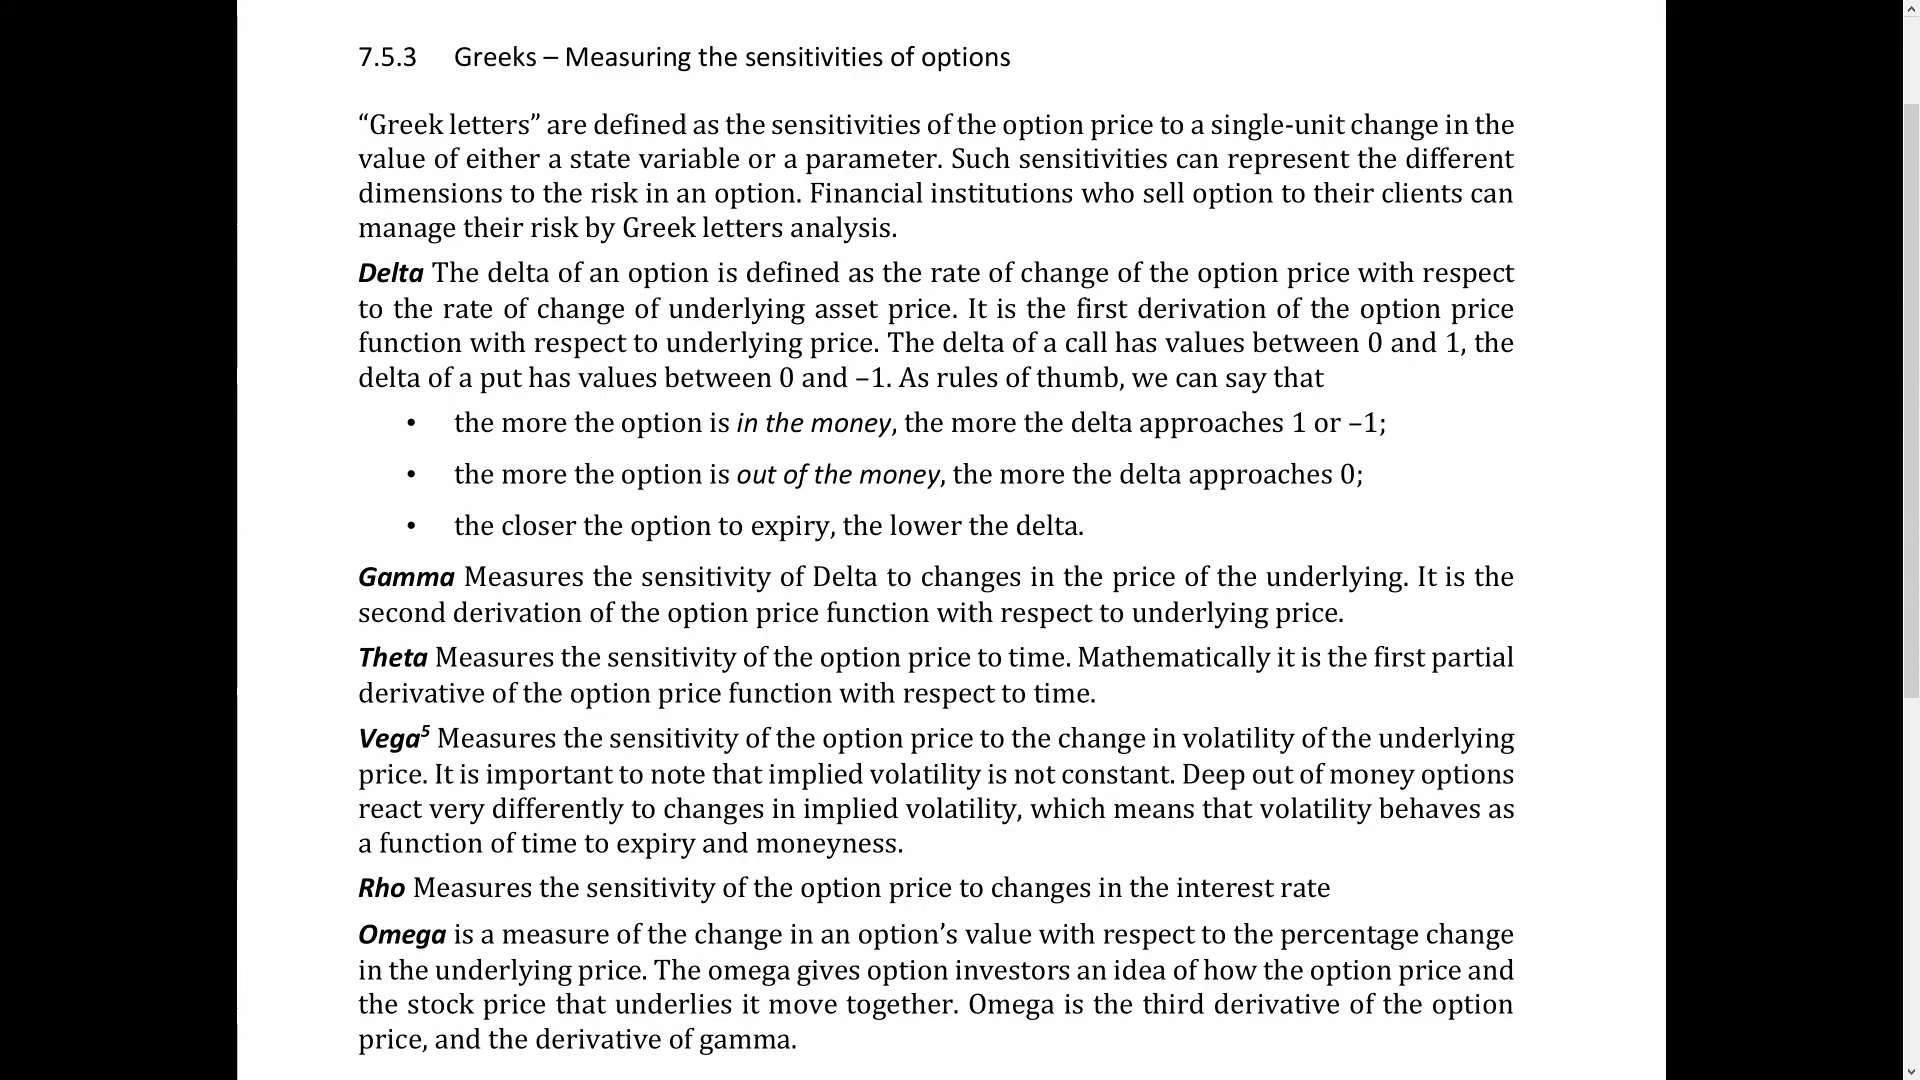 7.5.3 Greeks – Measuring the sensitivities of options
“Greek letters” are defined as the sensitivities of the option price to a single-unit change in the
value of either a state variable or a parameter. Such sensitivities can represent the different
dimensions to the risk in an option. Financial institutions who sell option to their clients can
manage their risk by Greek letters analysis.
Delta The delta of an option is defined as the rate of change of the option price with respect
to the rate of change of underlying asset price. It is the first derivation of the option price
function with respect to underlying price. The delta of a call has values between 0 and 1, the
delta of a put has values between 0 and –1. As rules of thumb, we can say that
• the more the option is in the money, the more the delta approaches 1 or –1;
• the more the option is out of the money, the more the delta approaches 0;
• the closer the option to expiry, the lower the delta.
Gamma Measures the sensitivity of Delta to changes in the price of the underlying. It is the
second derivation of the option price function with respect to underlying price.
Theta Measures the sensitivity of the option price to time. Mathematically it is the first partial
derivative of the option price function with respect to time.
Vega⁵ Measures the sensitivity of the option price to the change in volatility of the underlying
price. It is important to note that implied volatility is not constant. Deep out of money options
react very differently to changes in implied volatility, which means that volatility behaves as
a function of time to expiry and moneyness.
Rho Measures the sensitivity of the option price to changes in the interest rate
Omega is a measure of the change in an option’s value with respect to the percentage change
in the underlying price. The omega gives option investors an idea of how the option price and
the stock price that underlies it move together. Omega is the third derivative of the option
price, and the derivative of gamma.